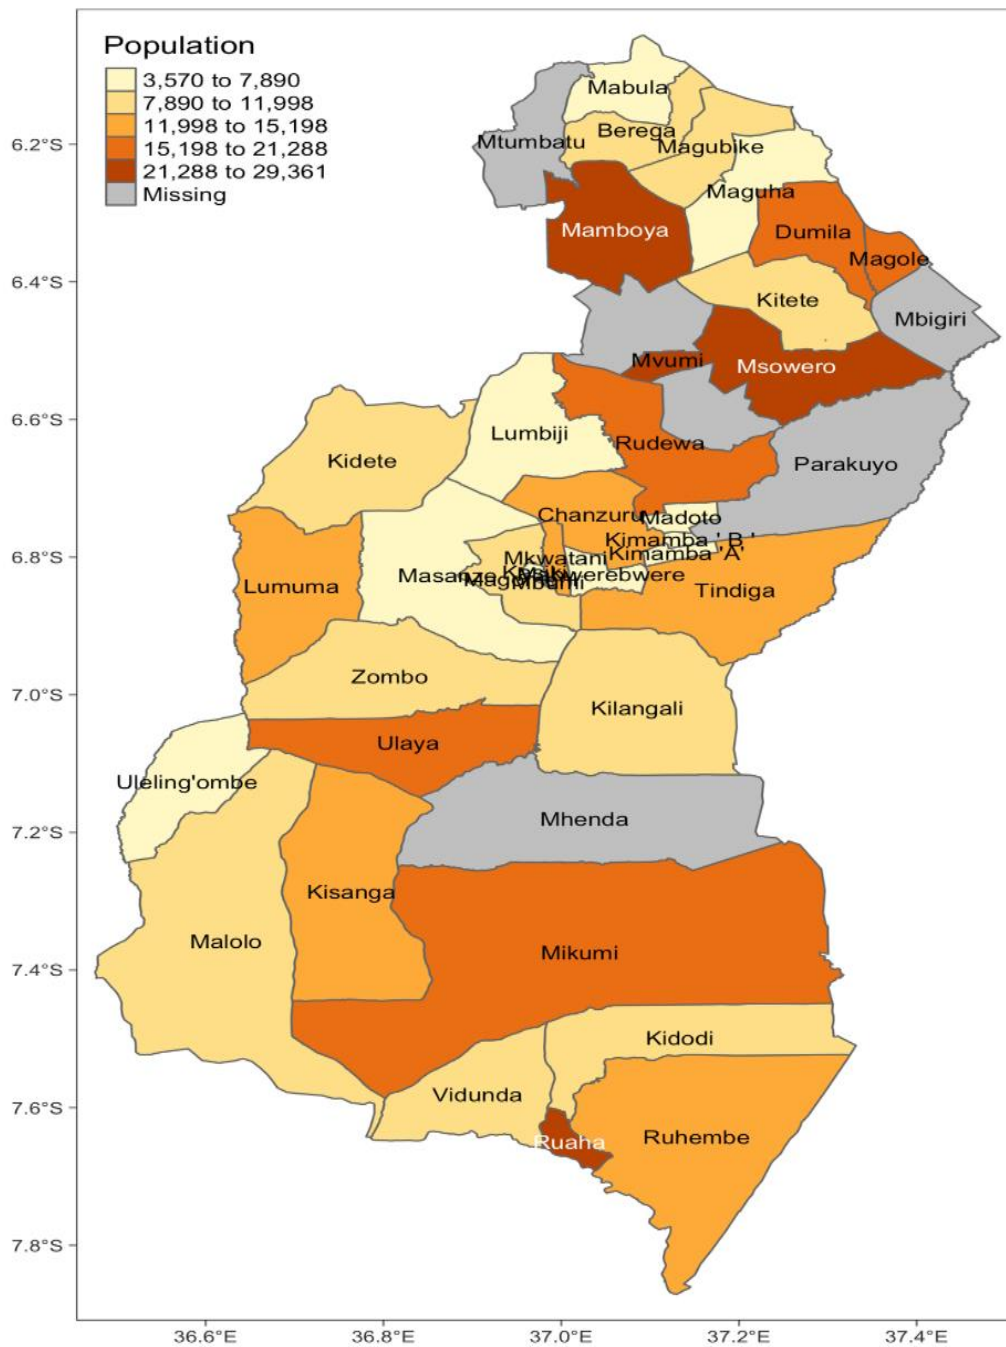 Population
3,570 to 7,890
7,890 to 11,998
11,998 to 15,198
15,198 to 21,288
21,288 to 29,361
Missing
Mabula
Berega
Mtumbatu
Magubike
6.2°S
Maguha
Mamboya
Dumila
Magole
6.4°S
Kitete
Mbigiri
Mvumi
Msowero
6.6°S
Lumbiji
Rudewa
Kidete
Parakuyo
Chanzuru
Madoto
Kimamba ' B '
Kimamba 'A'
6.8°S
Mkwatani
Masanze
Lumuma
Tindiga
Mbumi
7.0°S
Zombo
Kilangali
Ulaya
Uleling'ombe
Mhenda
7.2°S
Kisanga
Malolo
Mikumi
7.4°S
Kidodi
Vidunda
7.6°S
Ruaha
Ruhembe
7.8°S
36.6°E
36.8°E
37.0°E
37.2°E
37.4°E